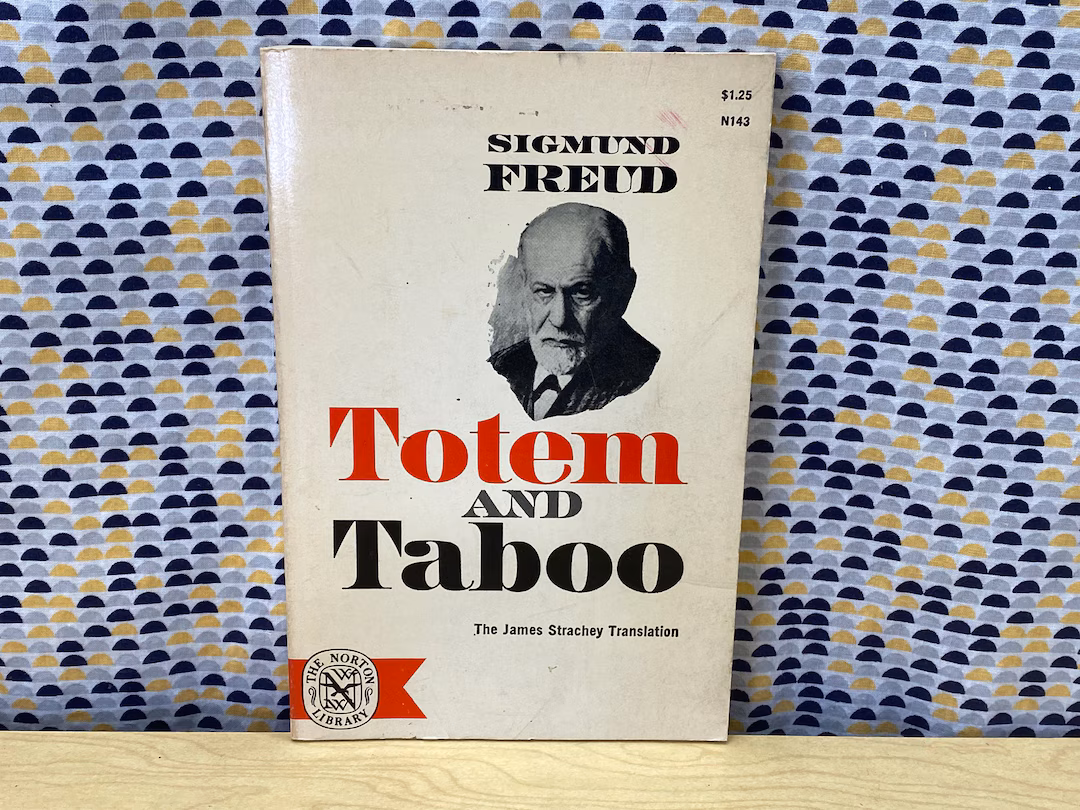 $1.25
N143
SIGMUND
FREUD
Totem
AND
Taboo
The James Strachey Translation
THE NORTON
LIBRARY